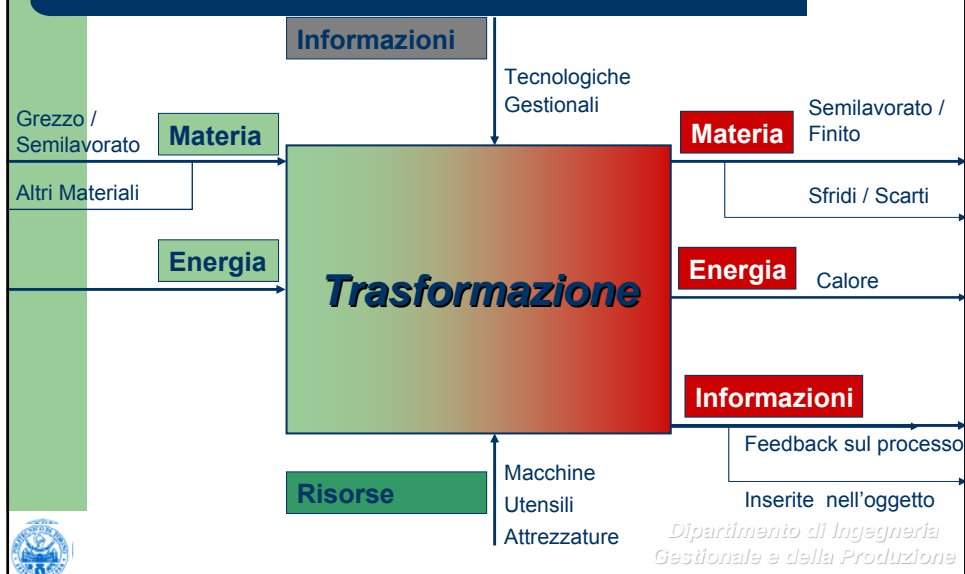 Informazioni
Tecnologiche
Gestionali
Grezzo /
Semilavorato
Materia
Altri Materiali
Energia
Trasformazione
Materia
Semilavorato /
Finito
Sfridi / Scarti
Energia
Calore
Informazioni
Feedback sul processo
Inserite nell'oggetto
Risorse
Macchine
Utensili
Attrezzature
Dipartimento di Ingegneria
Gestionale e della Produzione